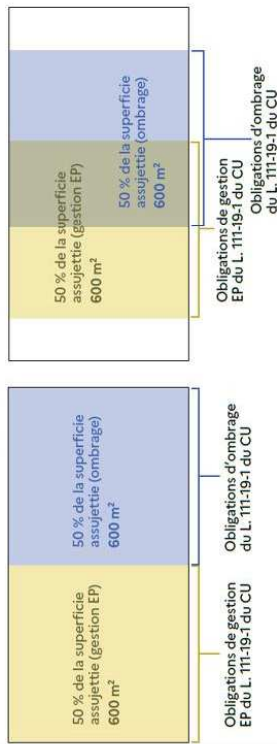 50 % de la superficie
assujettie (gestion EP)
600 m²
50 % de la superficie
assujettie (ombrage)
600 m²
Obligations de gestion
EP du L. 111-19-1 du CU
Obligations d'ombrage
du L. 111-19-1 du CU
50 % de la superficie
assujettie (gestion EP)
600 m²
50 % de la superficie
assujettie (ombrage)
600 m²
Obligations de gestion
EP du L. 111-19-1 du CU
Obligations d'ombrage
du L. 111-19-1 du CU